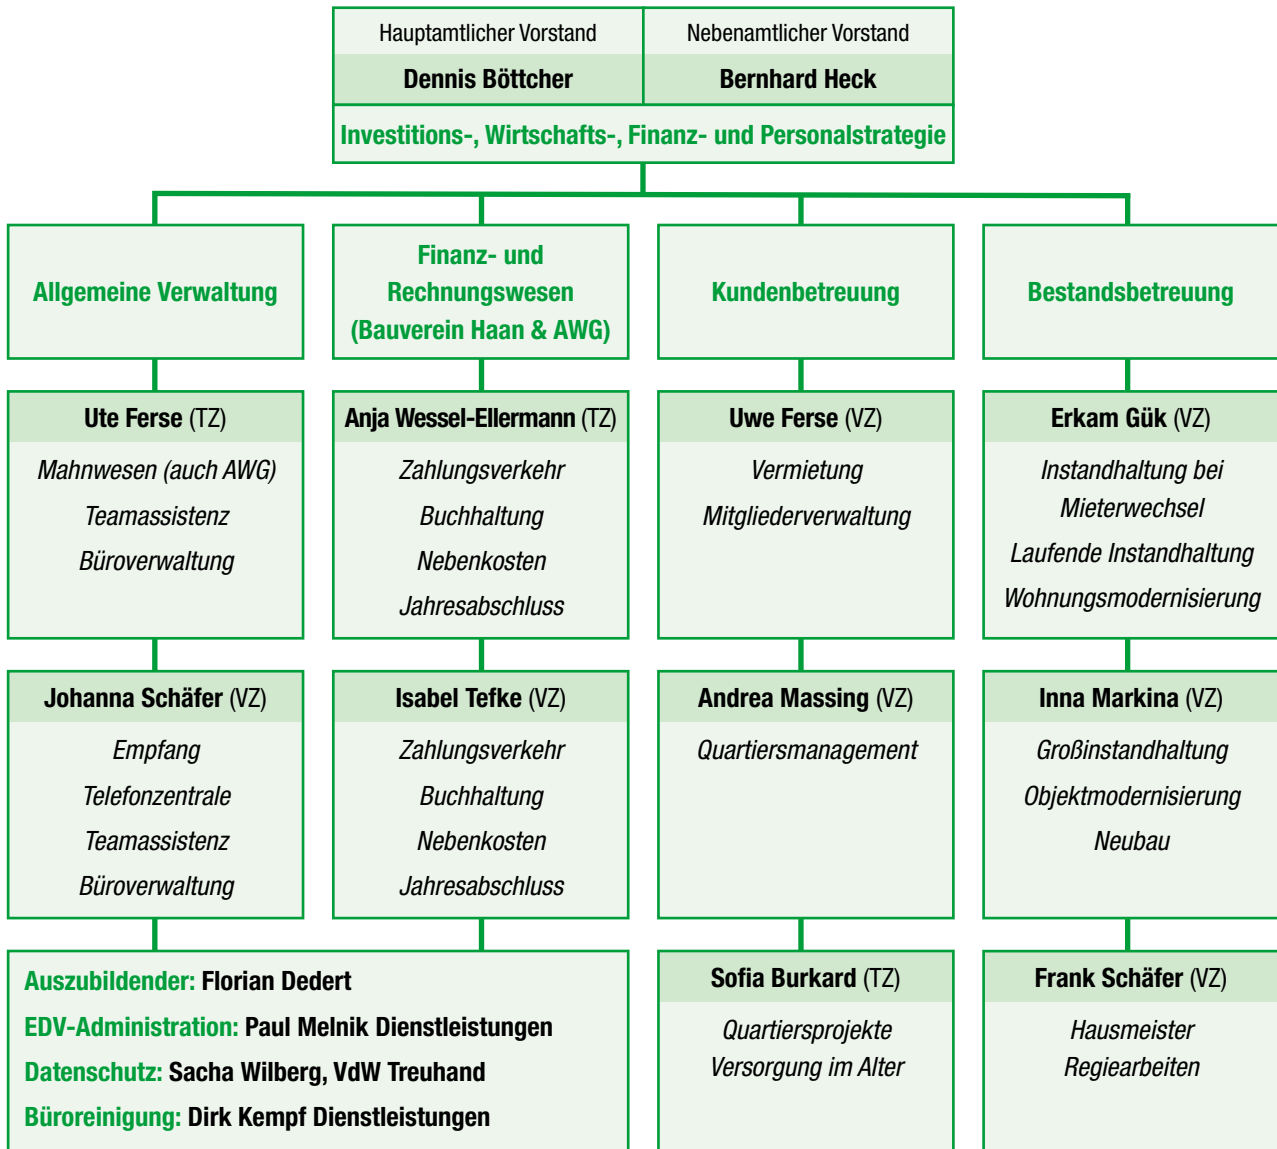 Hauptamtlicher Vorstand
Dennis Böttcher
Nebenamtlicher Vorstand
Bernhard Heck
Investitions-, Wirtschafts-, Finanz- und Personalstrategie
Allgemeine Verwaltung
Ute Ferse (TZ)
Mahnwesen (auch AWG)
Teamassistenz
Büroverwaltung
Johanna Schäfer (VZ)
Empfang
Telefonzentrale
Teamassistenz
Büroverwaltung
Finanz- und
Rechnungswesen
(Bauverein Haan & AWG)
Anja Wessel-Ellermann (TZ)
Zahlungsverkehr
Buchhaltung
Nebenkosten
Jahresabschluss
Isabel Tefke (VZ)
Zahlungsverkehr
Buchhaltung
Nebenkosten
Jahresabschluss
Auszubildender: Florian Dedert
EDV-Administration: Paul Melnik Dienstleistungen
Datenschutz: Sacha Wilberg, VdW Treuhand
Büroreinigung: Dirk Kempf Dienstleistungen
Kundenbetreuung
Uwe Ferse (VZ)
Vermietung
Mitgliederverwaltung
Andrea Massing (VZ)
Quartiersmanagement
Sofia Burkard (TZ)
Quartiersprojekte
Versorgung im Alter
Bestandsbetreuung
Erkam Gük (VZ)
Instandhaltung bei
Mieterwechsel
Laufende Instandhaltung
Wohnungsmodernisierung
Inna Markina (VZ)
Großinstandhaltung
Objektmodernisierung
Neubau
Frank Schäfer (VZ)
Hausmeister
Regiearbeiten